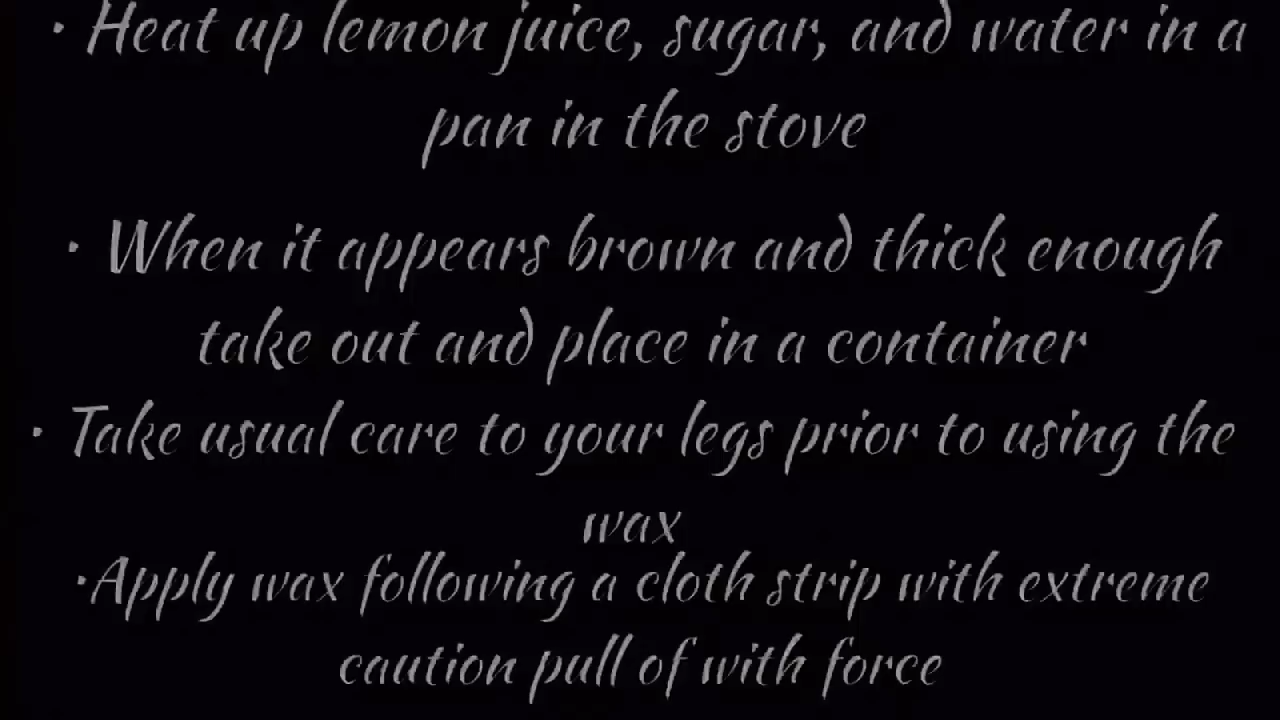 · Heat up lemon juice, sugar, and water in a
pan in the stove
· When it appears brown and thick enough
take out and place in a container
· Take usual care to your legs prior to using the
wax
·Apply wax following a cloth strip with extreme
caution pull of with force